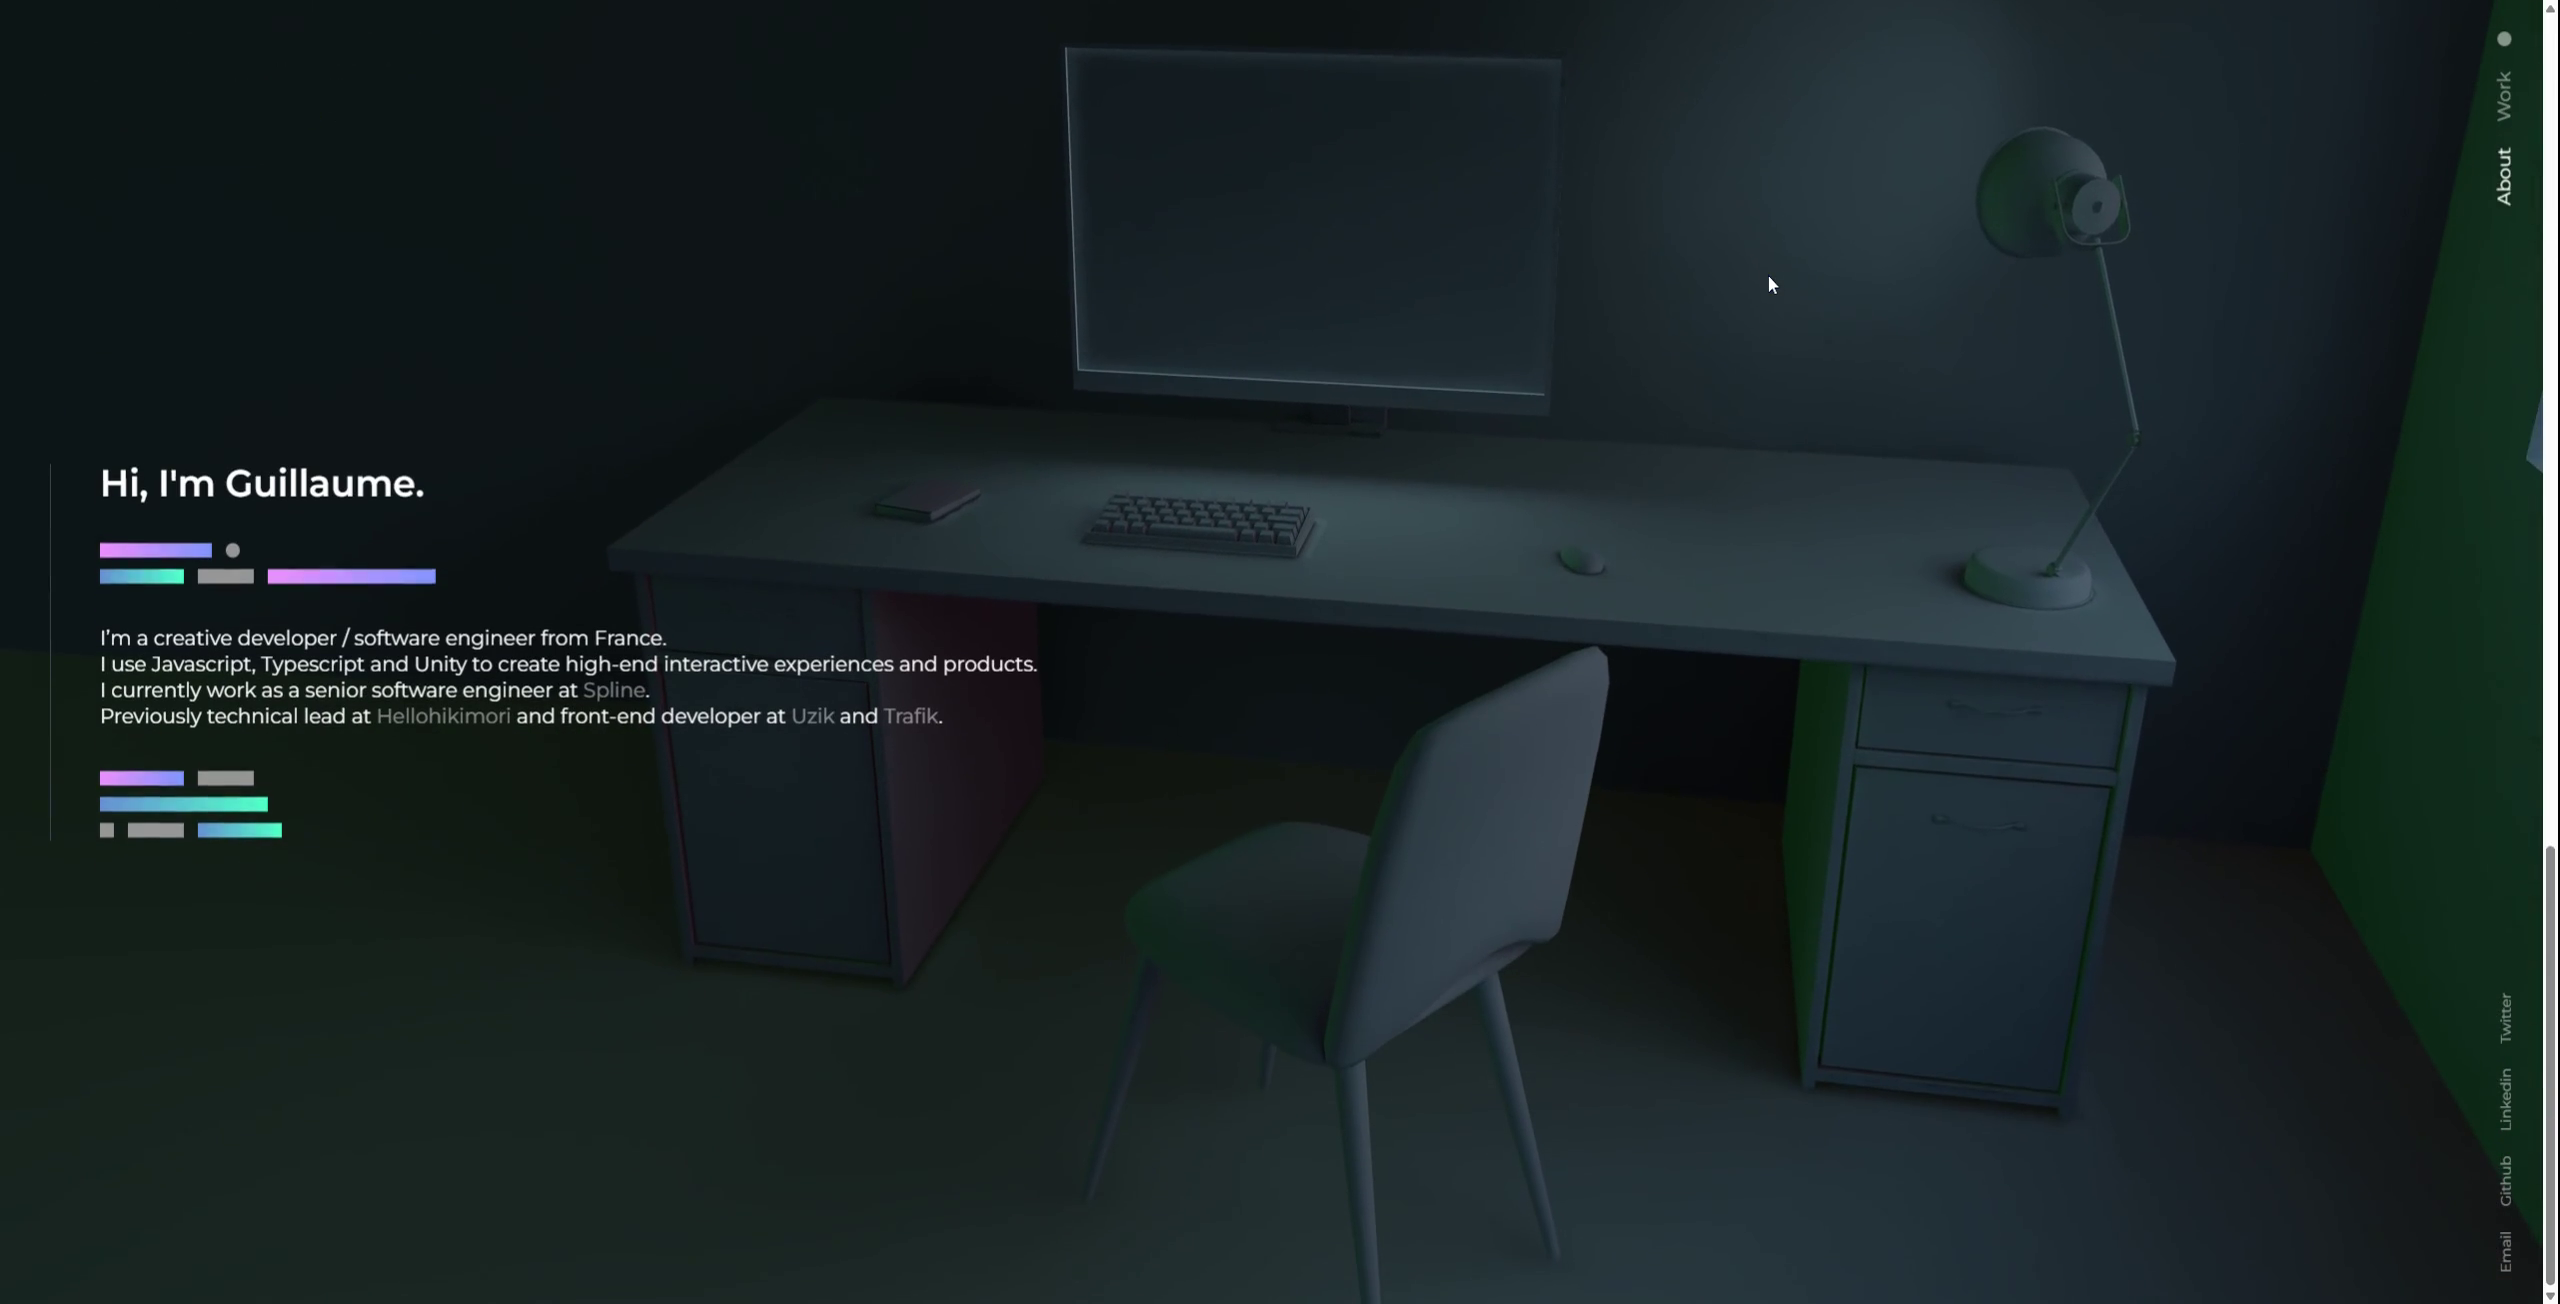 Work
About
Hi, I'm Guillaume.
I’m a creative developer / software engineer from France.
I use Javascript, Typescript and Unity to create high-end interactive experiences and products.
I currently work as a senior software engineer at Spline.
Previously technical lead at Hellohikimori and front-end developer at Uzik and Trafik.
Twitter
Linkedin
Github
Email